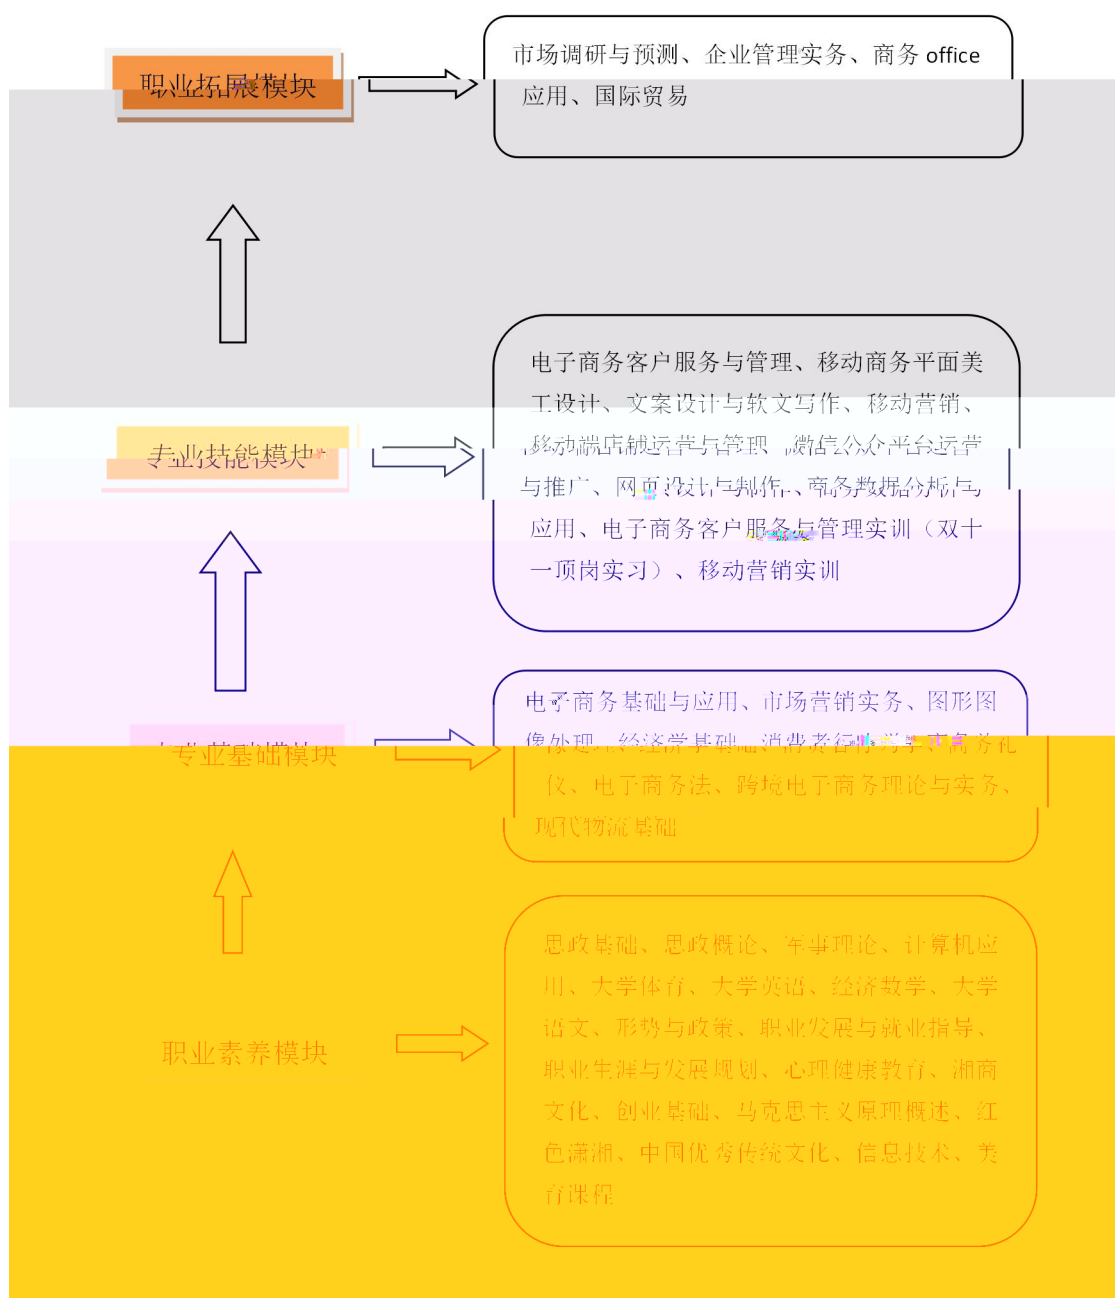 职业拓展模块
市场调研与预测、企业管理实务、商务 office
应用、国际贸易
专业技能模块
电子商务客户服务与管理、移动商务平面美
工设计、文案设计与软文写作、移动营销、
移动端店铺运营与管理、微信公众平台运营
与推广、网页设计与制作、商务数据分析与
应用、电子商务客户服务与管理实训（双十
一顶岗实习）、移动营销实训
专业基础模块
电子商务基础与应用、市场营销实务、图形图
像处理、经济学基础、消费者行为学、商务礼
仪、电子商务法、跨境电子商务理论与实务、
现代物流基础
职业素养模块
思政基础、思政概论、军事理论、计算机应
用、大学体育、大学英语、经济数学、大学
语文、形势与政策、职业发展与就业指导、
职业生涯与发展规划、心理健康教育、湘商
文化、创业基础、马克思主义原理概述、红
色潇湘、中国优秀传统文化、信息技术、美
育课程